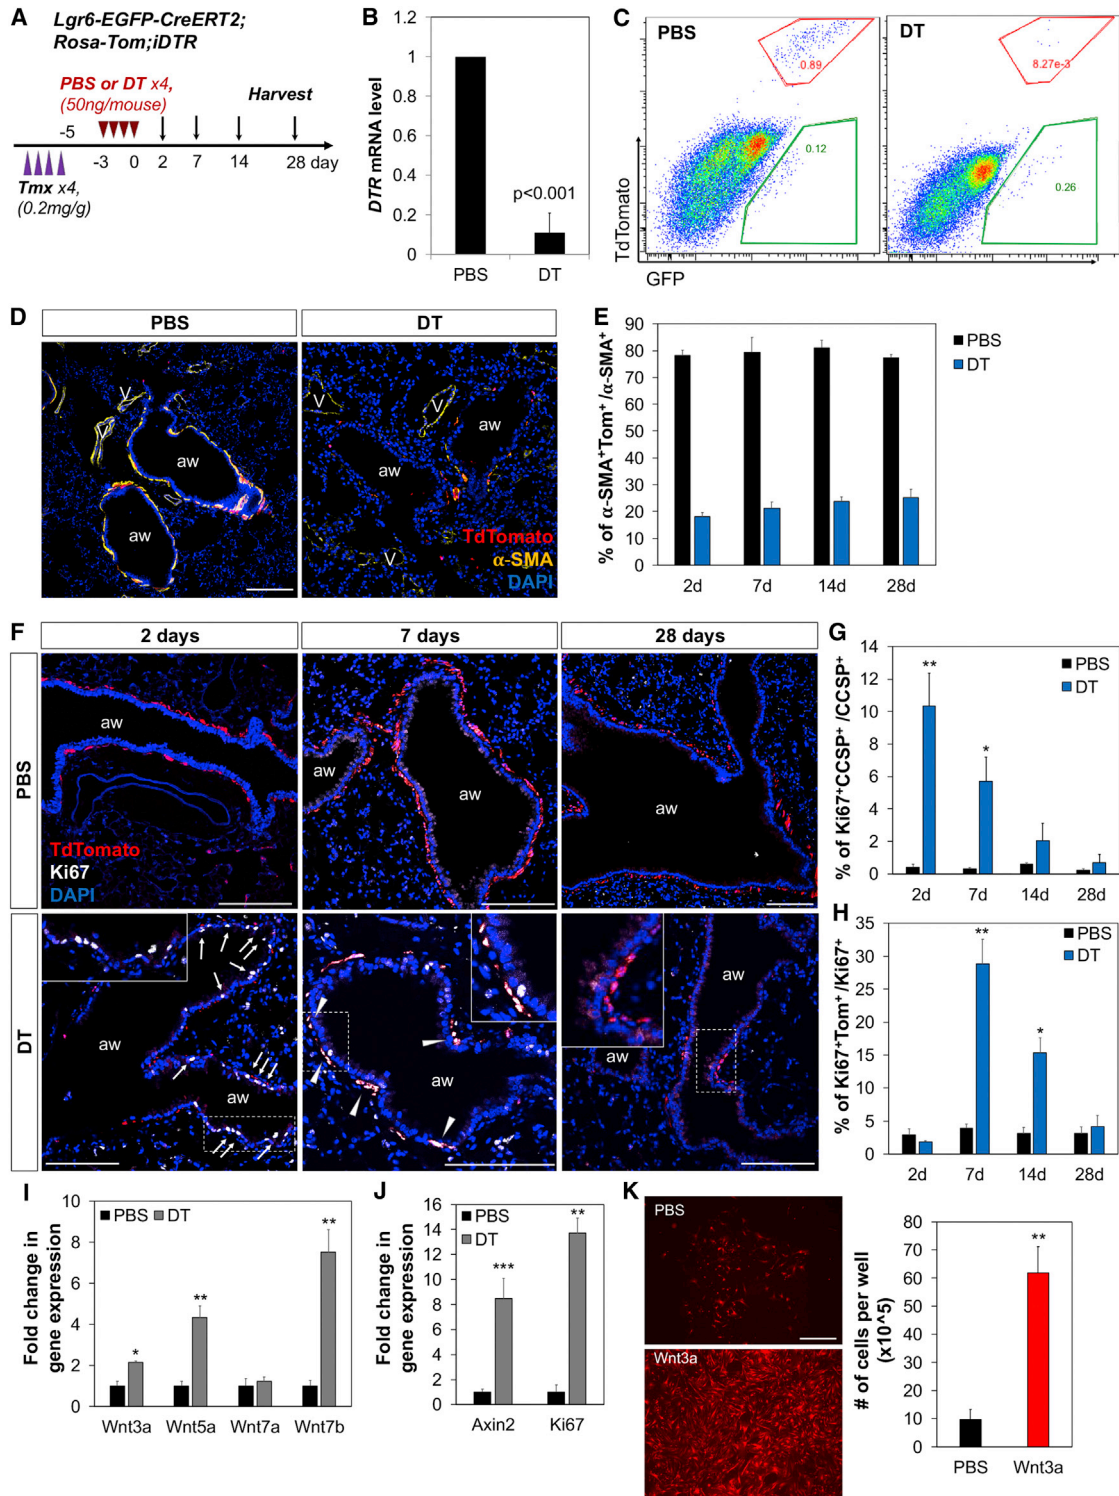 A
Lgr6-EGFP-CreERT2;
Rosa-Tom;iDTR
PBS or DT x4,
(50ng/mouse)
Harvest
-5
-3 0 2 7 14 28 day
Tmx x4,
(0.2mg/g)
B
DTR mRNA level
1.2
1
0.8
0.6
0.4
0.2
0
p<0.001
PBS DT
C
PBS
DT
0.89
8.27e-3
0.12
0.26
TdTomato
GFP
D
PBS
DT
V
V
aw
aw
V
V
aw
aw
V
TdTomato
α-SMA
DAPI
E
% of α-SMA⁺Tom⁺ /α-SMA⁺
90
80
70
60
50
40
30
20
10
0
2d 7d 14d 28d
PBS
DT
F
2 days
7 days
28 days
PBS
aw
aw
aw
aw
TdTomato
Ki67
DAPI
DT
aw
aw
aw
aw
aw
G
% of Ki67⁺CCSP⁺ /CCSP⁺
14
12
10
8
6
4
2
0
**
*
PBS
DT
2d 7d 14d 28d
H
% of Ki67⁺Tom⁺ /Ki67⁺
35
30
25
20
15
10
5
0
**
*
PBS
DT
2d 7d 14d 28d
I
Fold change in
gene expression
10
8
6
4
2
0
PBS DT
*
**
**
Wnt3a Wnt5a Wnt7a Wnt7b
J
Fold change in
gene expression
16
14
12
10
8
6
4
2
0
PBS
DT
***
**
Axin2 Ki67
K
PBS
Wnt3a
# of cells per well
(x10^5)
80
70
60
50
40
30
20
10
0
**
PBS Wnt3a